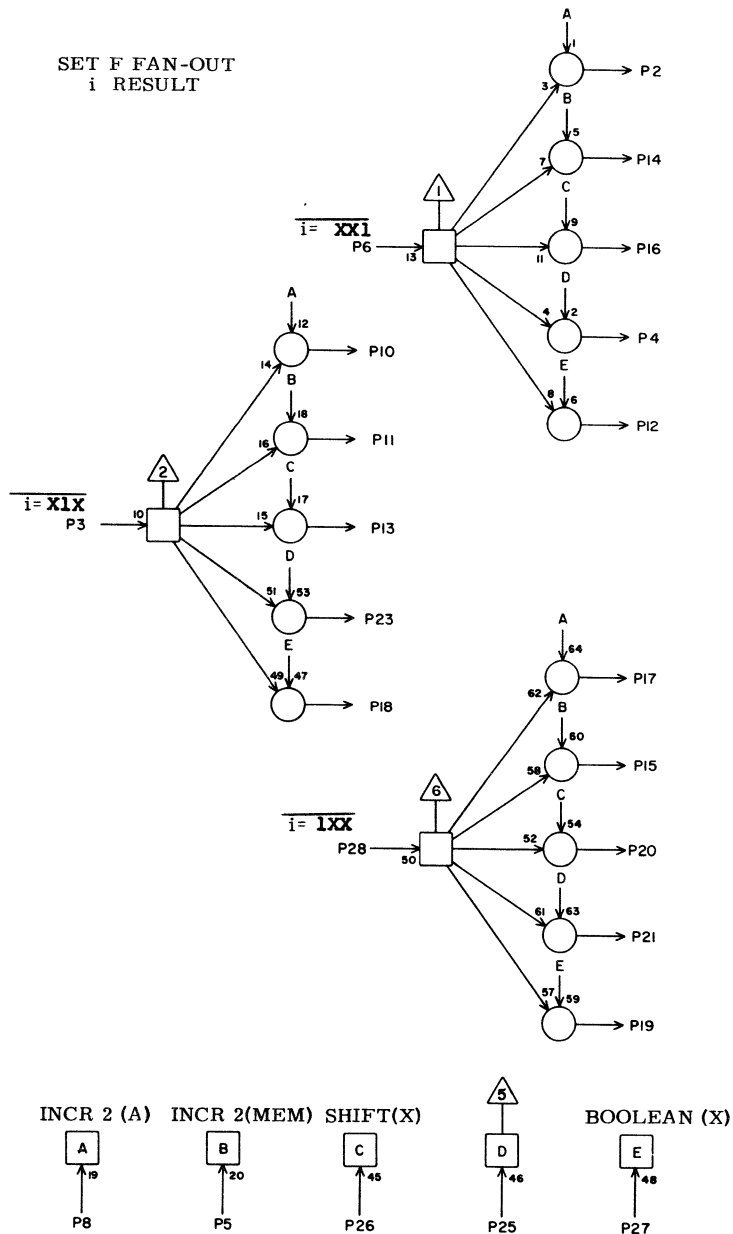 SET F FAN-OUT
i RESULT
A
1
3
P2
B
5
7
P14
C
1
i= XX1
P6
13
9
11
P16
D
4
2
P4
E
8
6
P12
A
12
14
P10
B
18
16
P11
C
2
i= X1X
P3
10
17
15
P13
D
51
53
P23
E
49
47
P18
A
64
62
P17
B
60
58
P15
C
6
i= 1XX
P28
50
54
52
P20
D
61
63
P21
E
57
59
P19
5
INCR 2 (A) INCR 2(MEM) SHIFT(X) BOOLEAN (X)
A B C D E
19 20 45 46 48
P8 P5 P26 P25 P27